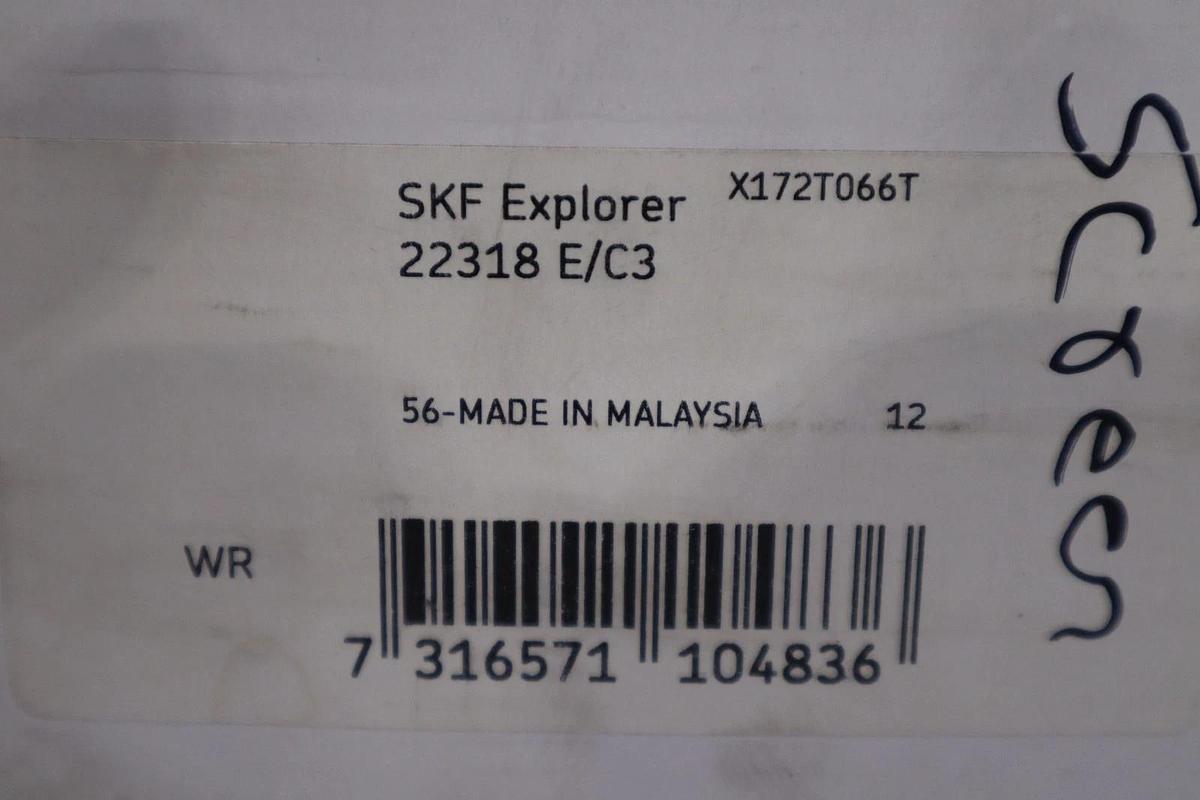 SKF Explorer X172T066T
22318 E/C3
56-MADE IN MALAYSIA 12
WR
7 316571 104836